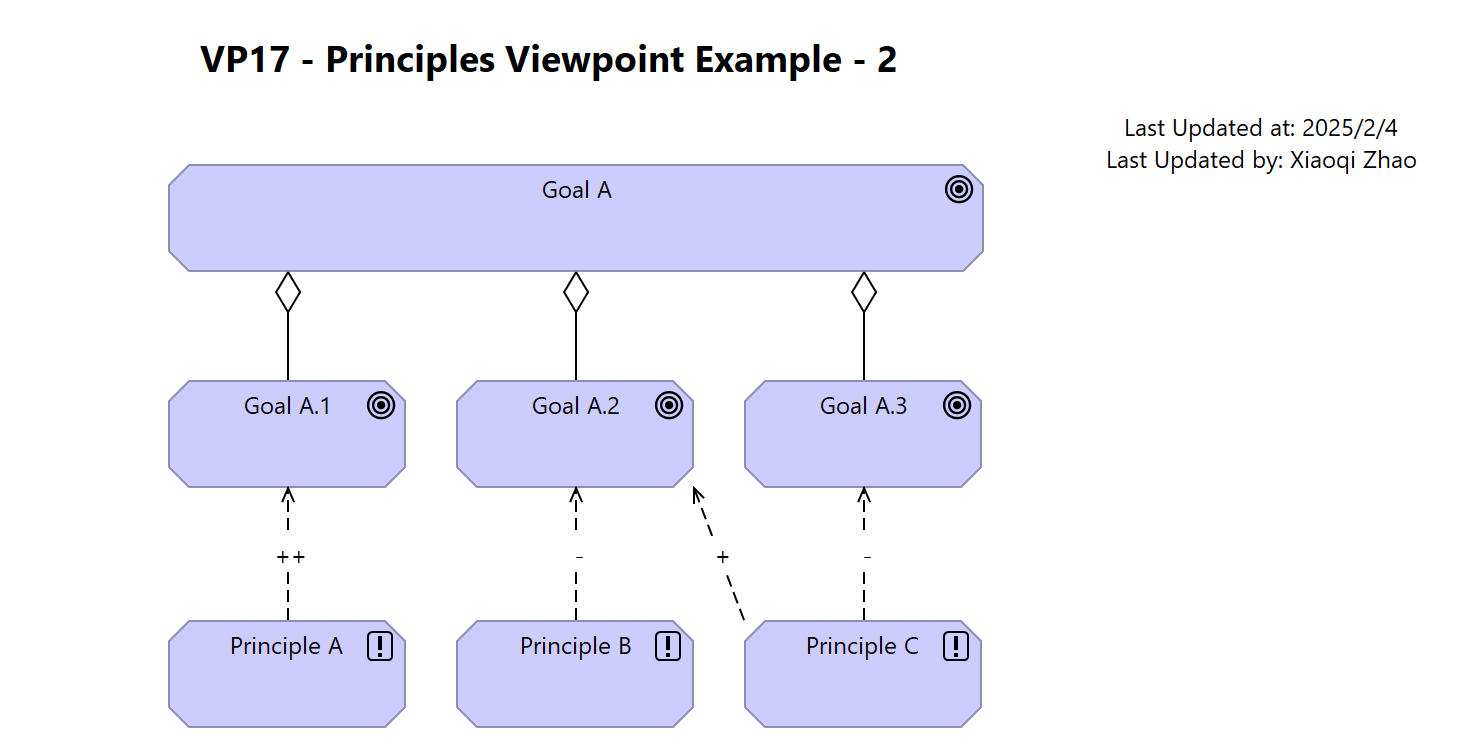 VP17 - Principles Viewpoint Example - 2
Last Updated at: 2025/2/4
Last Updated by: Xiaoqi Zhao
Goal A
Goal A.1
Goal A.2
Goal A.3
++
-
+
-
Principle A
Principle B
Principle C